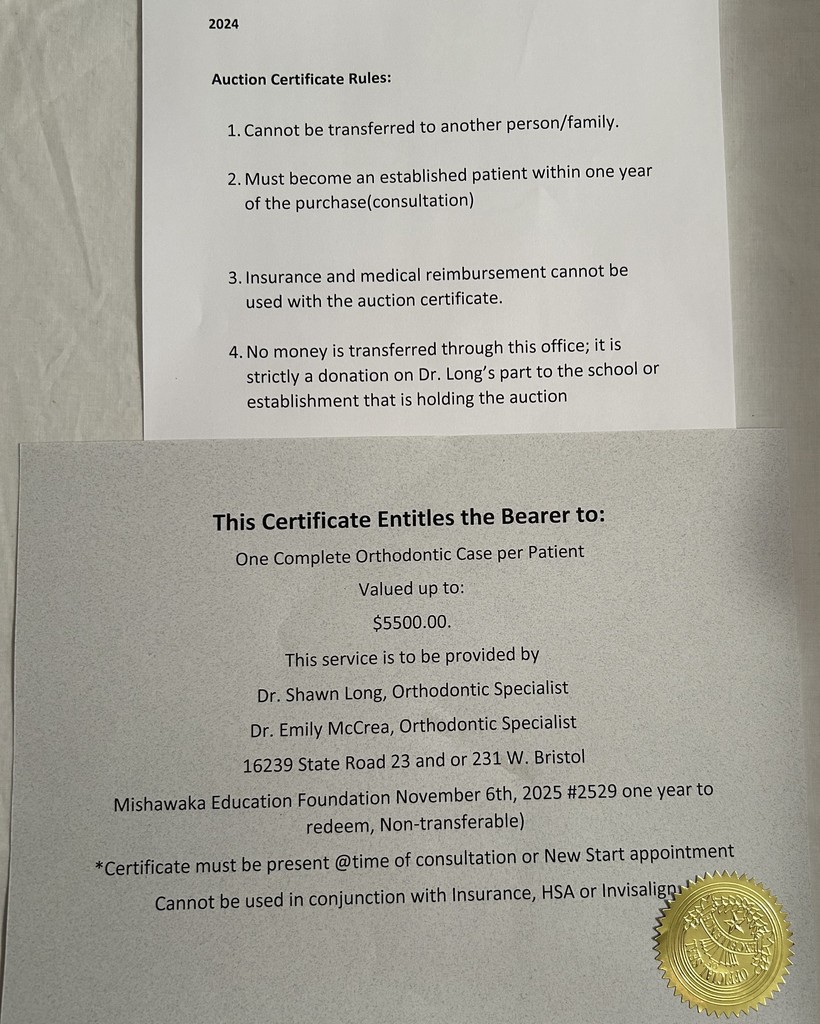 2024
Auction Certificate Rules:
1. Cannot be transferred to another person/family.
2. Must become an established patient within one year
of the purchase(consultation)
3. Insurance and medical reimbursement cannot be
used with the auction certificate.
4. No money is transferred through this office; it is
strictly a donation on Dr. Long's part to the school or
establishment that is holding the auction
This Certificate Entitles the Bearer to:
One Complete Orthodontic Case per Patient
Valued up to:
$5500.00.
This service is to be provided by
Dr. Shawn Long, Orthodontic Specialist
Dr. Emily McCrea, Orthodontic Specialist
16239 State Road 23 and or 231 W. Bristol
Mishawaka Education Foundation November 6th, 2025 #2529 one year to
redeem, Non-transferable)
*Certificate must be present @time of consultation or New Start appointment
Cannot be used in conjunction with Insurance, HSA or Invisalign